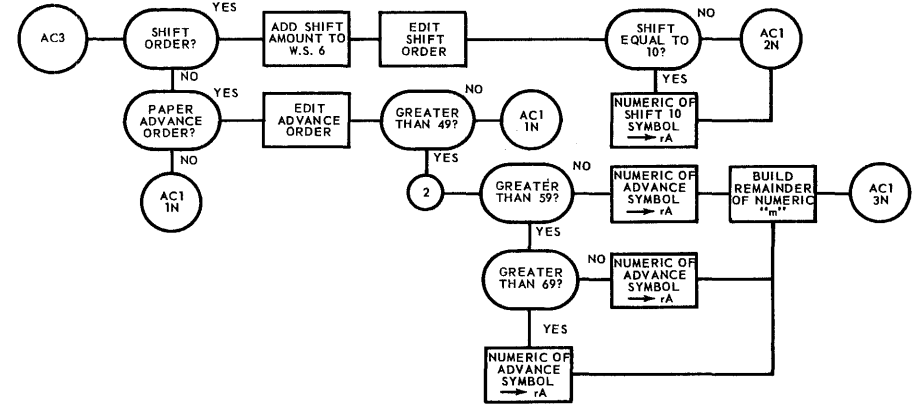 AC3
SHIFT
ORDER?
YES
NO
ADD SHIFT
AMOUNT TO
W.S. 6
EDIT
SHIFT
ORDER
SHIFT
EQUAL TO
10?
NO
YES
AC1
2N
NUMERIC OF
SHIFT 10
SYMBOL
→ rA
PAPER
ADVANCE
ORDER?
YES
NO
EDIT
ADVANCE
ORDER
GREATER
THAN 49?
NO
YES
AC1
1N
AC1
1N
2
GREATER
THAN 59?
NO
YES
NUMERIC OF
ADVANCE
SYMBOL
→ rA
BUILD
REMAINDER
OF NUMERIC
"m"
AC1
3N
GREATER
THAN 69?
NO
YES
NUMERIC OF
ADVANCE
SYMBOL
→ rA
NUMERIC OF
ADVANCE
SYMBOL
→ rA